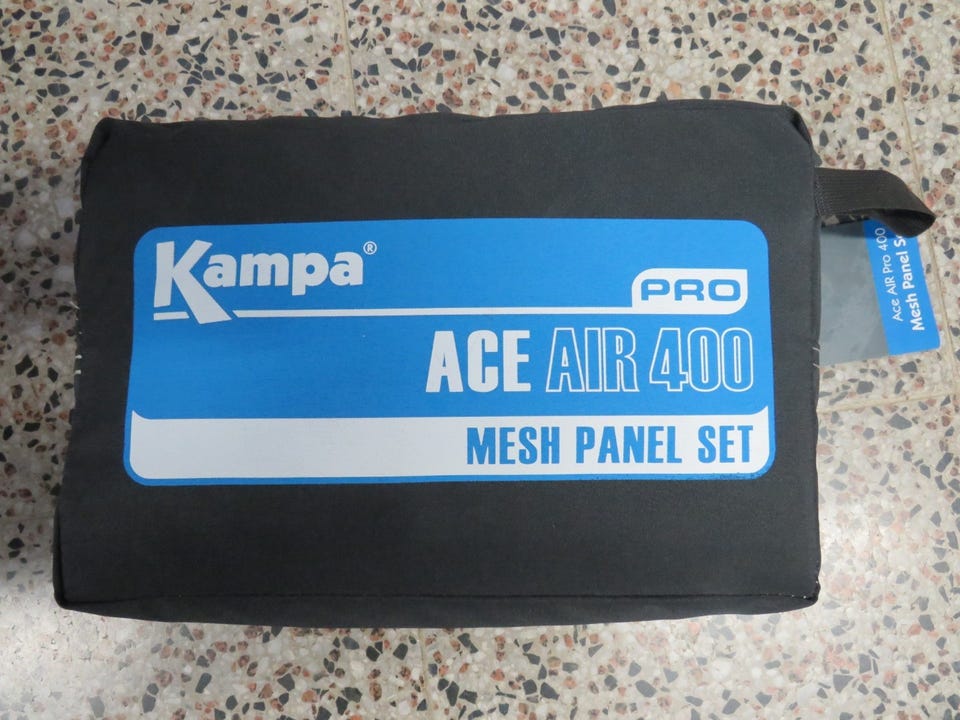 Kampa®
PRO
ACE AIR 400
MESH PANEL SET
Ace AIR Pro 400
Mesh Panel